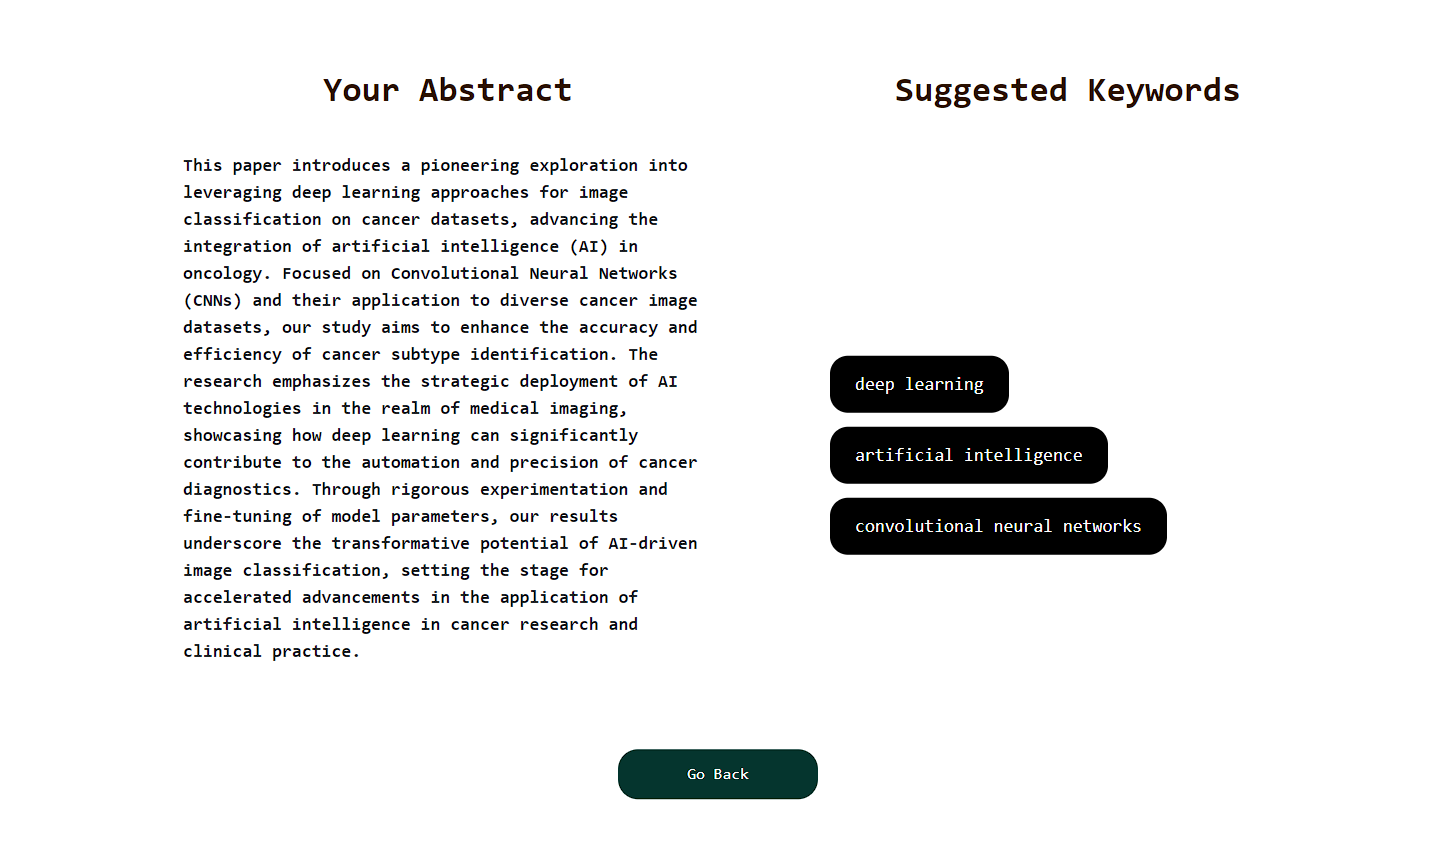 Your Abstract
This paper introduces a pioneering exploration into
leveraging deep learning approaches for image
classification on cancer datasets, advancing the
integration of artificial intelligence (AI) in
oncology. Focused on Convolutional Neural Networks
(CNNs) and their application to diverse cancer image
datasets, our study aims to enhance the accuracy and
efficiency of cancer subtype identification. The
research emphasizes the strategic deployment of AI
technologies in the realm of medical imaging,
showcasing how deep learning can significantly
contribute to the automation and precision of cancer
diagnostics. Through rigorous experimentation and
fine-tuning of model parameters, our results
underscore the transformative potential of AI-driven
image classification, setting the stage for
accelerated advancements in the application of
artificial intelligence in cancer research and
clinical practice.
Suggested Keywords
deep learning
artificial intelligence
convolutional neural networks
Go Back